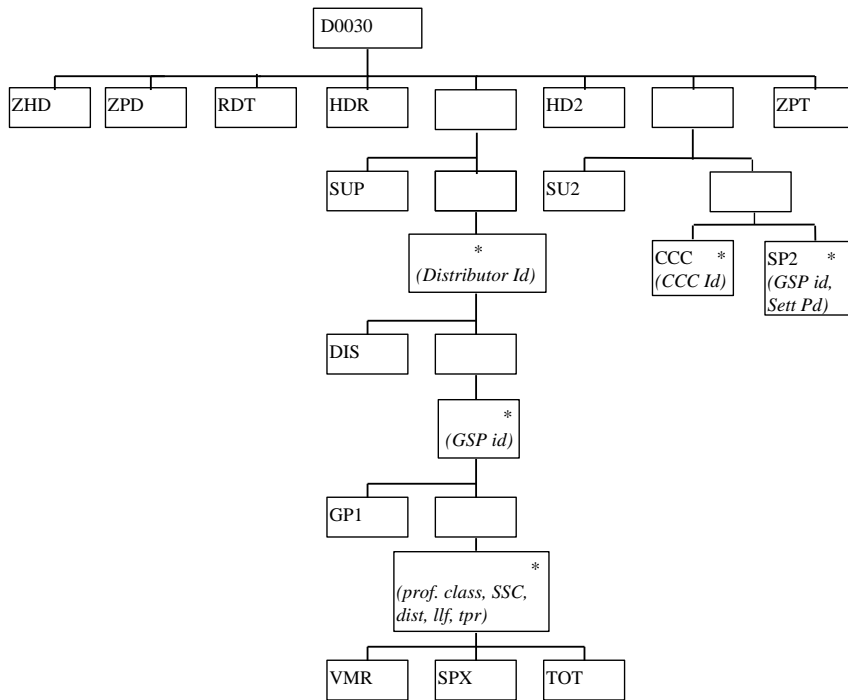 D0030
ZHD
ZPD
RDT
HDR
HD2
ZPT
SUP
SU2
*
(Distributor Id)
CCC *
(CCC Id)
SP2 *
(GSP id,
Sett Pd)
DIS
*
(GSP id)
GP1
*
(prof. class, SSC,
dist, llf, tpr)
VMR
SPX
TOT